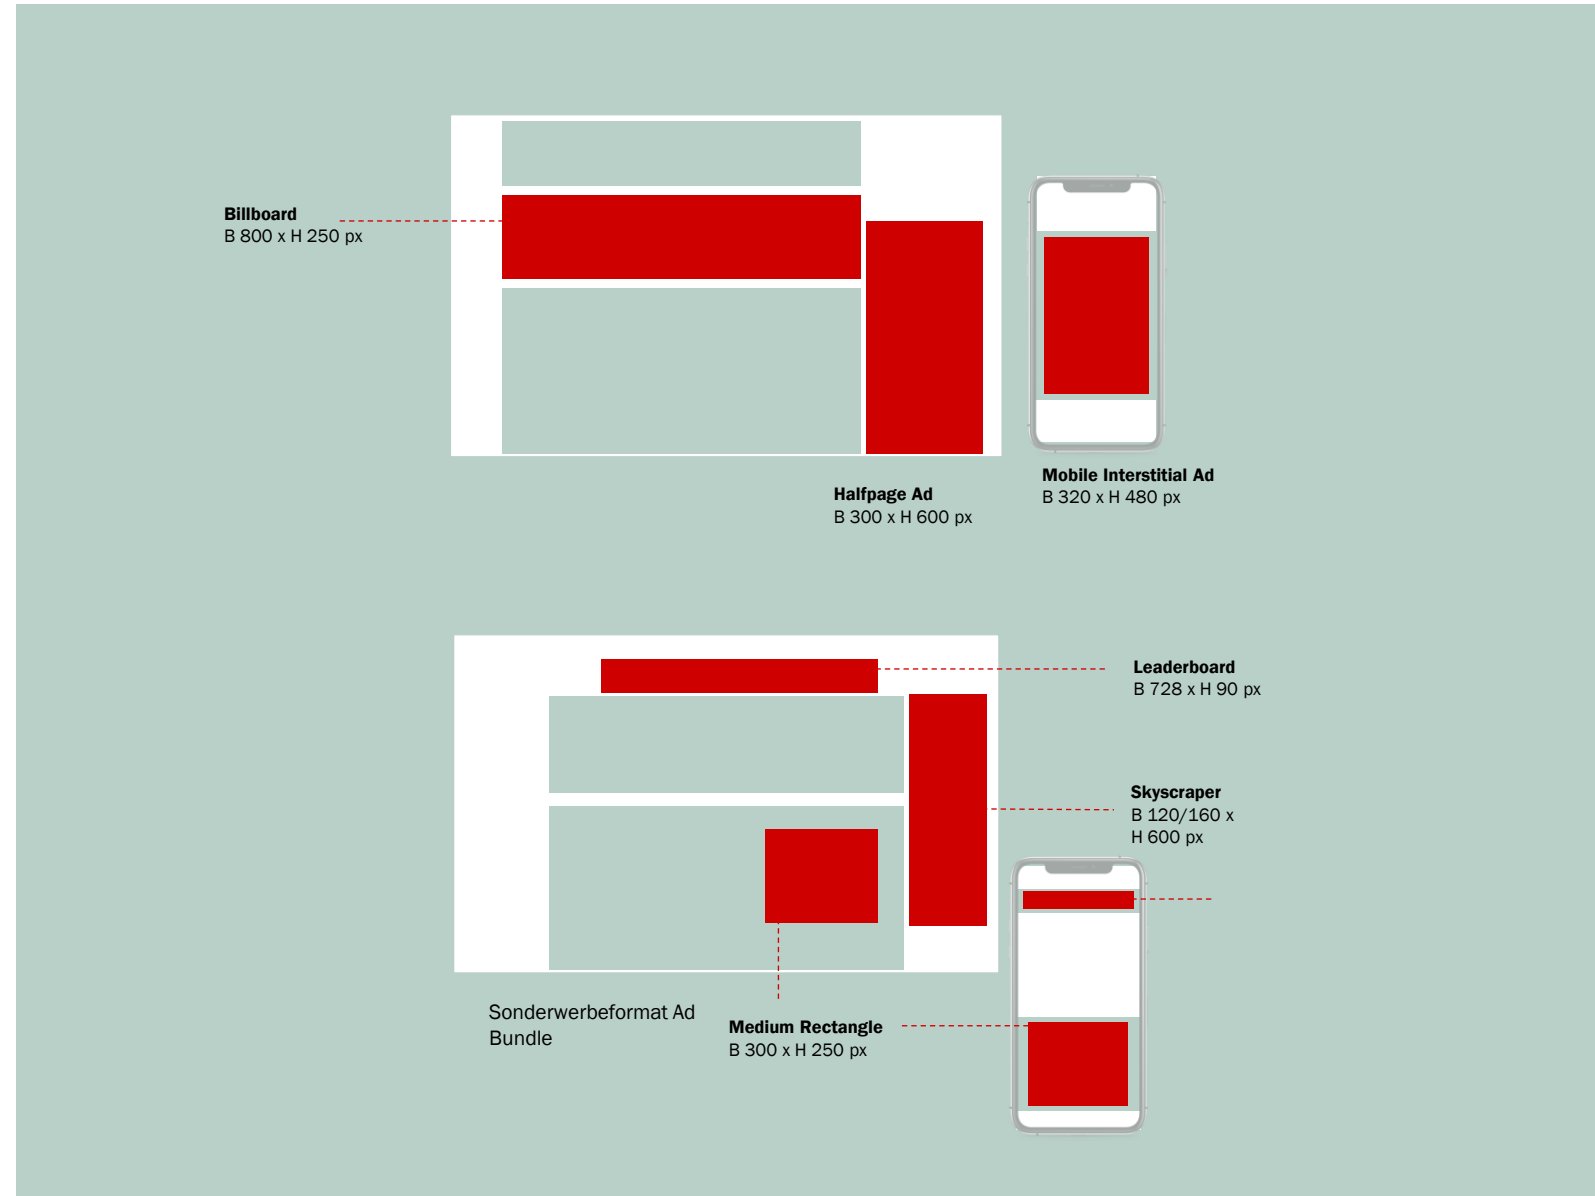 Billboard
B 800 x H 250 px
Halfpage Ad
B 300 x H 600 px
Mobile Interstitial Ad
B 320 x H 480 px
Leaderboard
B 728 x H 90 px
Skyscraper
B 120/160 x
H 600 px
Sonderwerbeformat Ad
Bundle
Medium Rectangle
B 300 x H 250 px